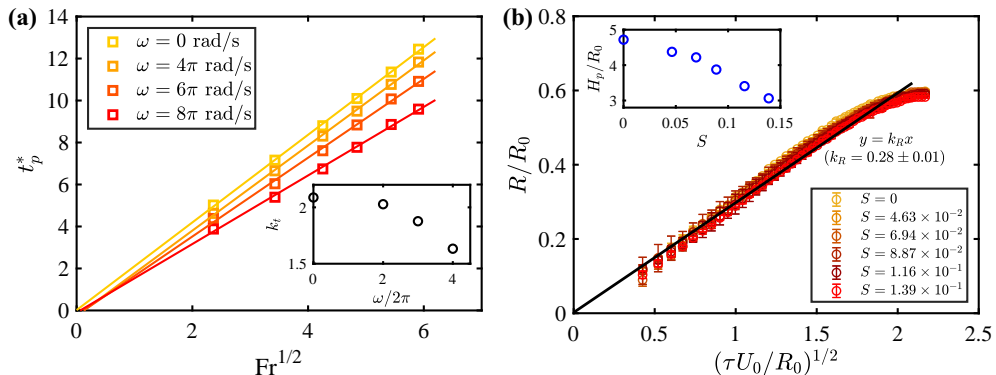 (a)
14
12
10
8
6
4
2
0
t*p
ω = 0 rad/s
ω = 4π rad/s
ω = 6π rad/s
ω = 8π rad/s
2
1.5
kt
0
2
4
ω/2π
0
2
4
6
Fr^1/2
(b)
0.8
0.6
0.4
0.2
0
R/R0
5
4
3
Hp/R0
0
0.05
0.1
0.15
S
y = kRx
(kR = 0.28 ± 0.01)
S = 0
S = 4.63 × 10^−2
S = 6.94 × 10^−2
S = 8.87 × 10^−2
S = 1.16 × 10^−1
S = 1.39 × 10^−1
0
0.5
1
1.5
2
2.5
(τU0/R0)^1/2